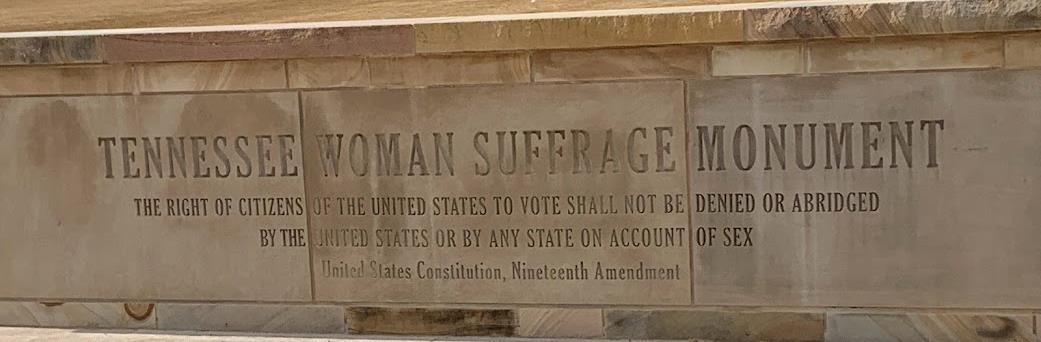 TENNESSEE WOMAN SUFFRAGE MONUMENT
THE RIGHT OF CITIZENS OF THE UNITED STATES TO VOTE SHALL NOT BE DENIED OR ABRIDGED
BY THE UNITED STATES OR BY ANY STATE ON ACCOUNT OF SEX
United States Constitution, Nineteenth Amendment